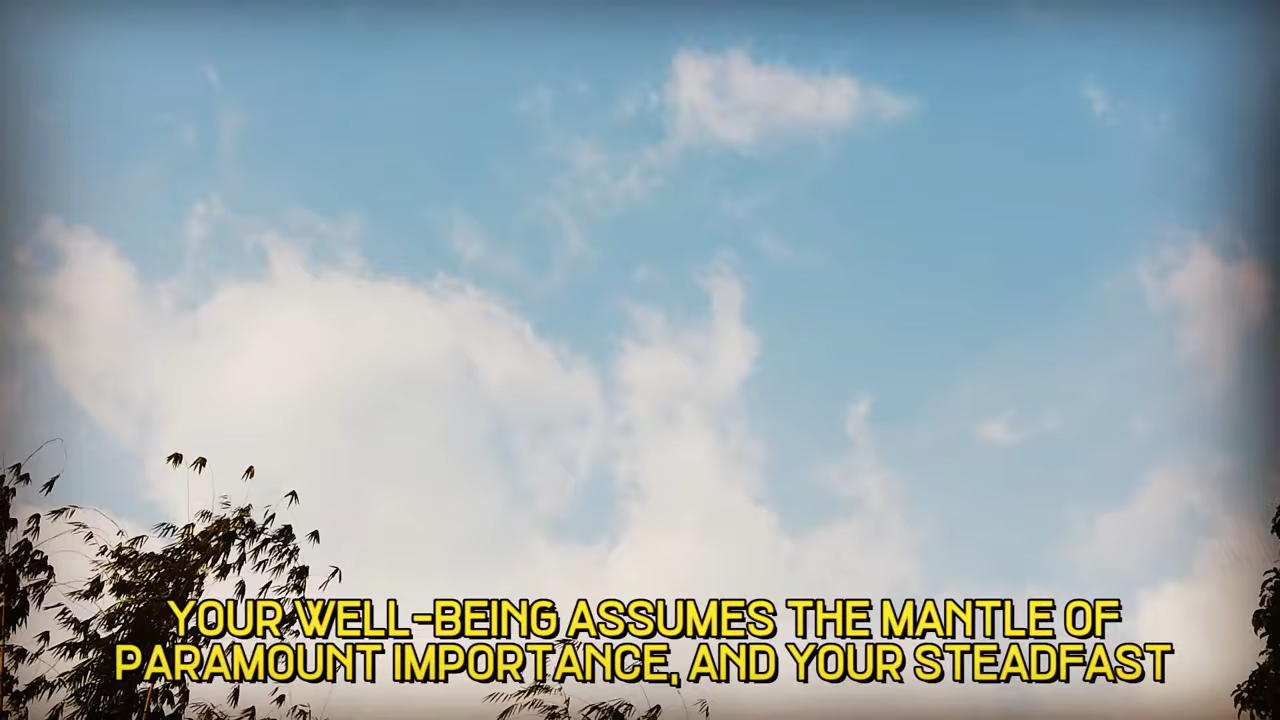 YOUR WELL-BEING ASSUMES THE MANTLE OF
PARAMOUNT IMPORTANCE, AND YOUR STEADFAST